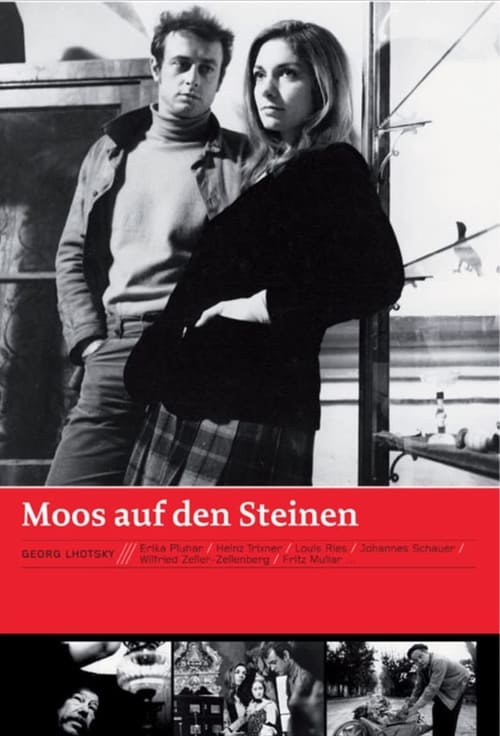 Moos auf den Steinen
GEORG LHOTSKY /// Erika Pluhar / Heinz Trixner / Louis Ries / Johannes Schauer /
Wilfried Zeller-Zellenberg / Fritz Muliar ...